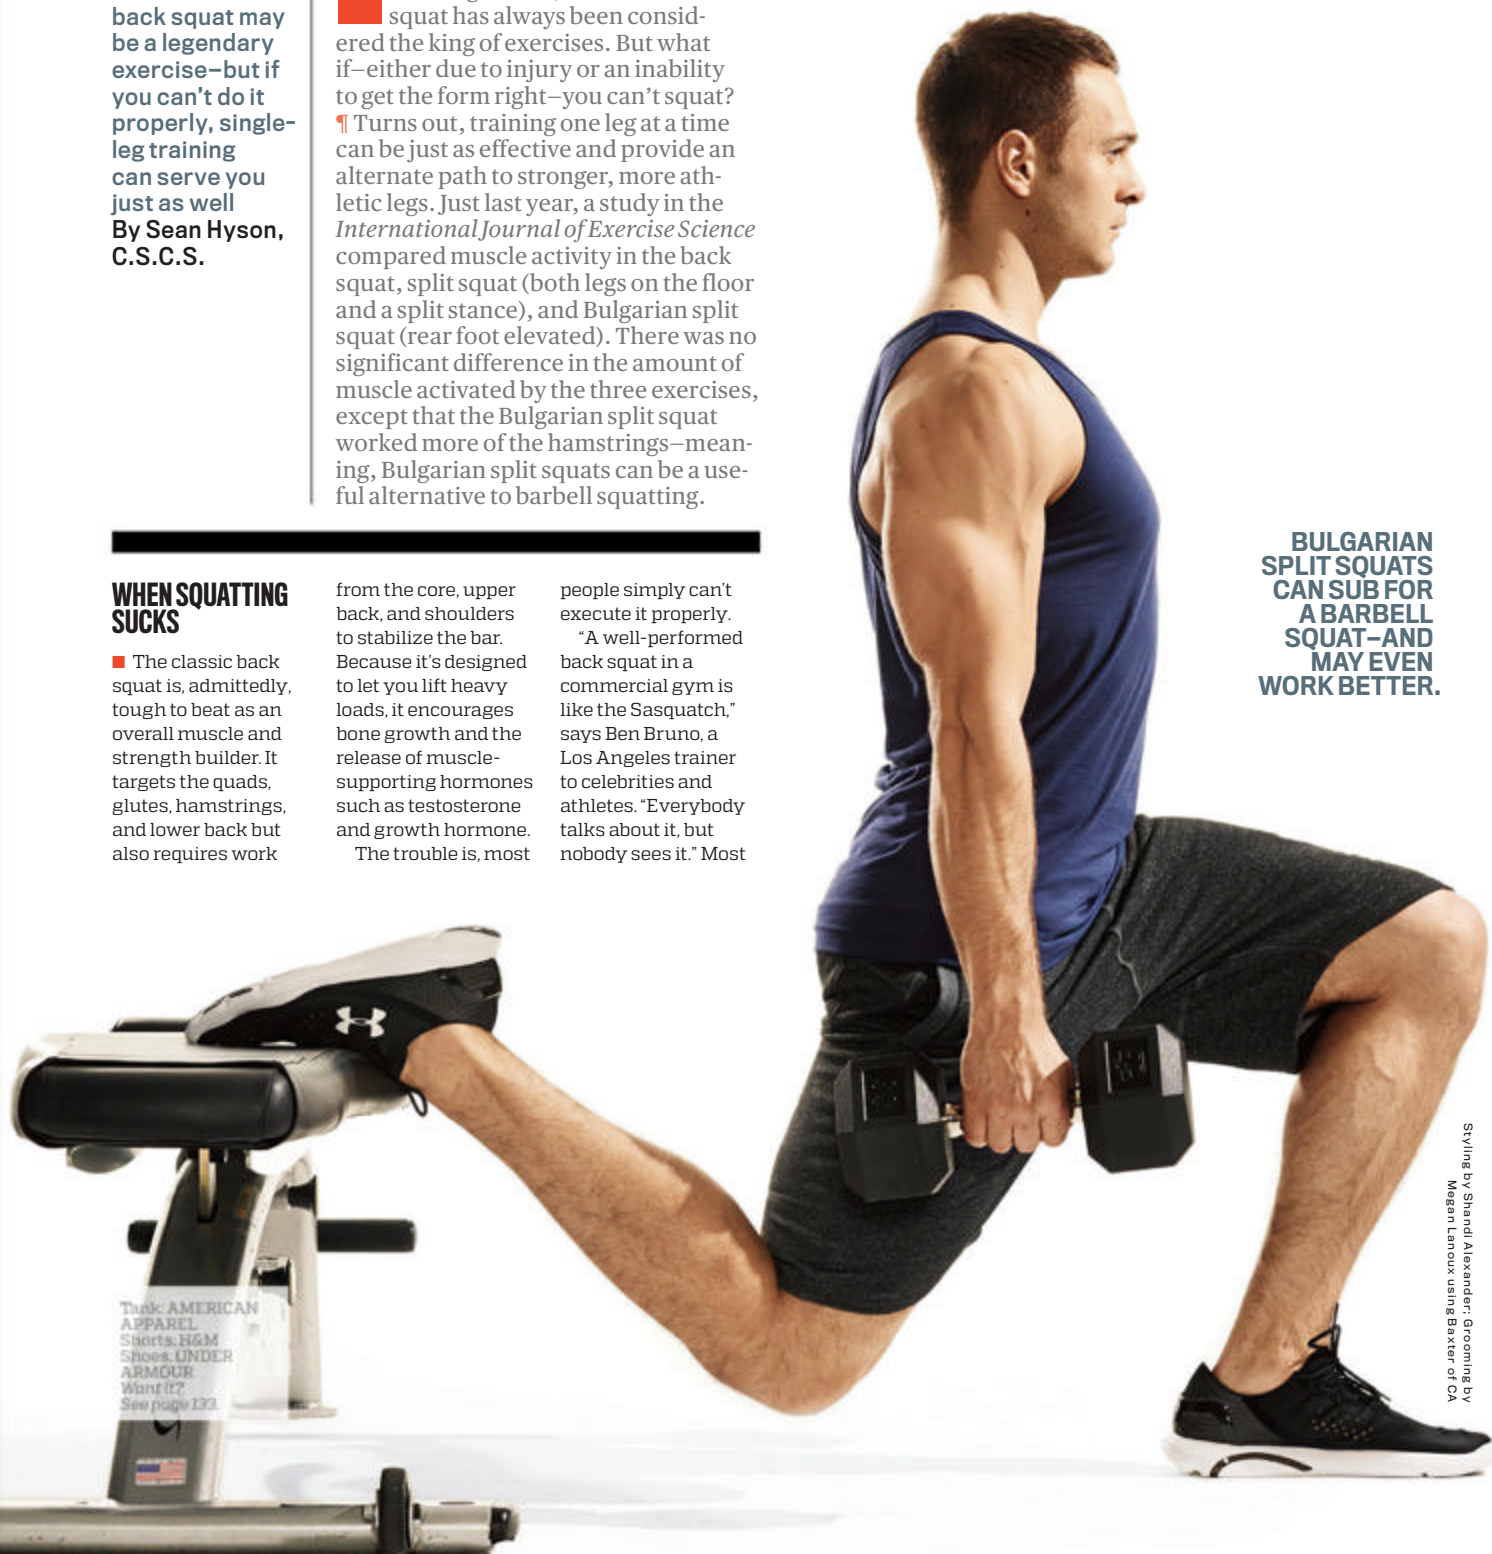 back squat may
be a legendary
exercise—but if
you can't do it
properly, single-
leg training
can serve you
just as well
By Sean Hyson,
C.S.C.S.
squat has always been consid-
ered the king of exercises. But what
if—either due to injury or an inability
to get the form right—you can't squat?
¶ Turns out, training one leg at a time
can be just as effective and provide an
alternate path to stronger, more ath-
letic legs. Just last year, a study in the
International Journal of Exercise Science
compared muscle activity in the back
squat, split squat (both legs on the floor
and a split stance), and Bulgarian split
squat (rear foot elevated). There was no
significant difference in the amount of
muscle activated by the three exercises,
except that the Bulgarian split squat
worked more of the hamstrings—mean-
ing, Bulgarian split squats can be a use-
ful alternative to barbell squatting.
WHEN SQUATTING
SUCKS
■ The classic back
squat is, admittedly,
tough to beat as an
overall muscle and
strength builder. It
targets the quads,
glutes, hamstrings,
and lower back but
also requires work
from the core, upper
back, and shoulders
to stabilize the bar.
Because it's designed
to let you lift heavy
loads, it encourages
bone growth and the
release of muscle-
supporting hormones
such as testosterone
and growth hormone.
The trouble is, most
people simply can't
execute it properly.
“A well-performed
back squat in a
commercial gym is
like the Sasquatch,”
says Ben Bruno, a
Los Angeles trainer
to celebrities and
athletes. “Everybody
talks about it, but
nobody sees it.” Most
BULGARIAN
SPLIT SQUATS
CAN SUB FOR
A BARBELL
SQUAT—AND
MAY EVEN
WORK BETTER.
Tank: AMERICAN
APPAREL
Shorts: H&M
Shoes: UNDER
ARMOUR
Want it?
See page 133.
Styling by Shandi Alexander; Grooming by
Megan Lanoux using Baxter of CA